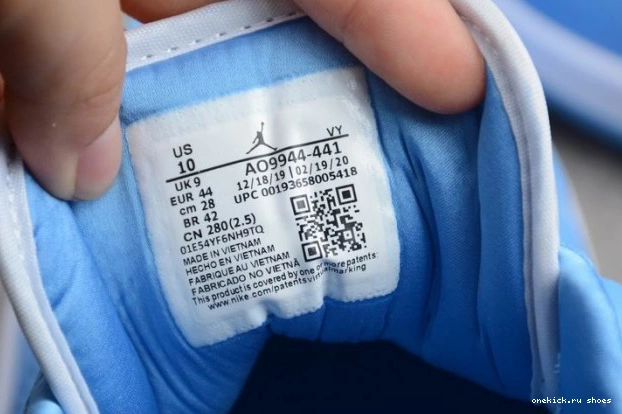 US
10
VY
AO9944-441
UK 9
12/18/19 | 02/19/20
EUR 44
UPC 00193658005418
cm 28
BR 42
CN 280(2.5)
01E54YF6NH9TQ
MADE IN VIETNAM
HECHO EN VIETNAM
FABRIQUE AU VIETNAM
FABRICADO NO VIETNÃ
This product is covered by one or more patents:
www.nike.com/patentsvirtualmarking
onekick.ru shoes